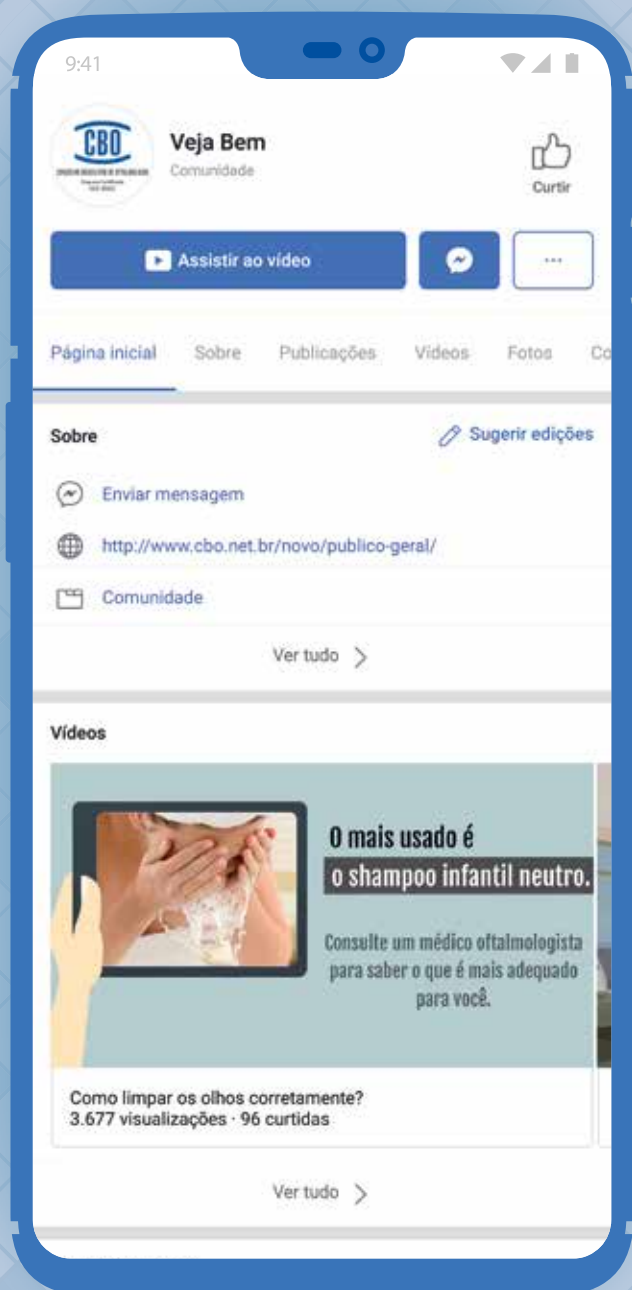 9:41
CBO
Veja Bem
Comunidade
Curtir
Assistir ao vídeo
...
Página inicial
Sobre
Publicações
Vídeos
Fotos
Co
Sobre
Sugerir edições
Enviar mensagem
http://www.cbo.net.br/novo/publico-geral/
Comunidade
Ver tudo
Vídeos
O mais usado é
o shampoo infantil neutro.
Consulte um médico oftalmologista
para saber o que é mais adequado
para você.
Como limpar os olhos corretamente?
3.677 visualizações · 96 curtidas
Ver tudo